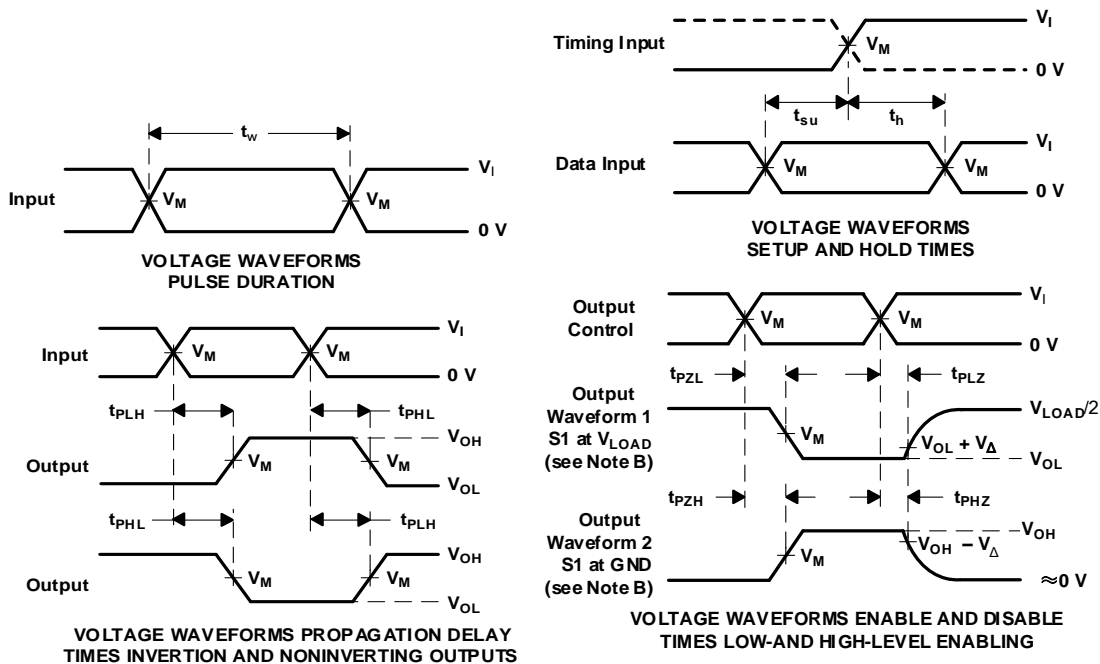 t_w
V_I
Input
V_M
V_M
0 V
VOLTAGE WAVEFORMS
PULSE DURATION
Timing Input
V_I
V_M
0 V
t_su
t_h
Data Input
V_I
V_M
V_M
0 V
VOLTAGE WAVEFORMS
SETUP AND HOLD TIMES
Input
V_I
V_M
V_M
0 V
t_PLH
t_PHL
Output
V_OH
V_M
V_M
V_OL
t_PHL
t_PLH
Output
V_OH
V_M
V_M
V_OL
VOLTAGE WAVEFORMS PROPAGATION DELAY
TIMES INVERTION AND NONINVERTING OUTPUTS
Output
Control
V_I
V_M
V_M
0 V
t_PZL
t_PLZ
Output
Waveform 1
S1 at V_LOAD
(see Note B)
V_LOAD/2
V_M
V_OL + V_Δ
V_OL
t_PZH
t_PHZ
Output
Waveform 2
S1 at GND
(see Note B)
V_OH
V_OH – V_Δ
V_M
≈0 V
VOLTAGE WAVEFORMS ENABLE AND DISABLE
TIMES LOW-AND HIGH-LEVEL ENABLING